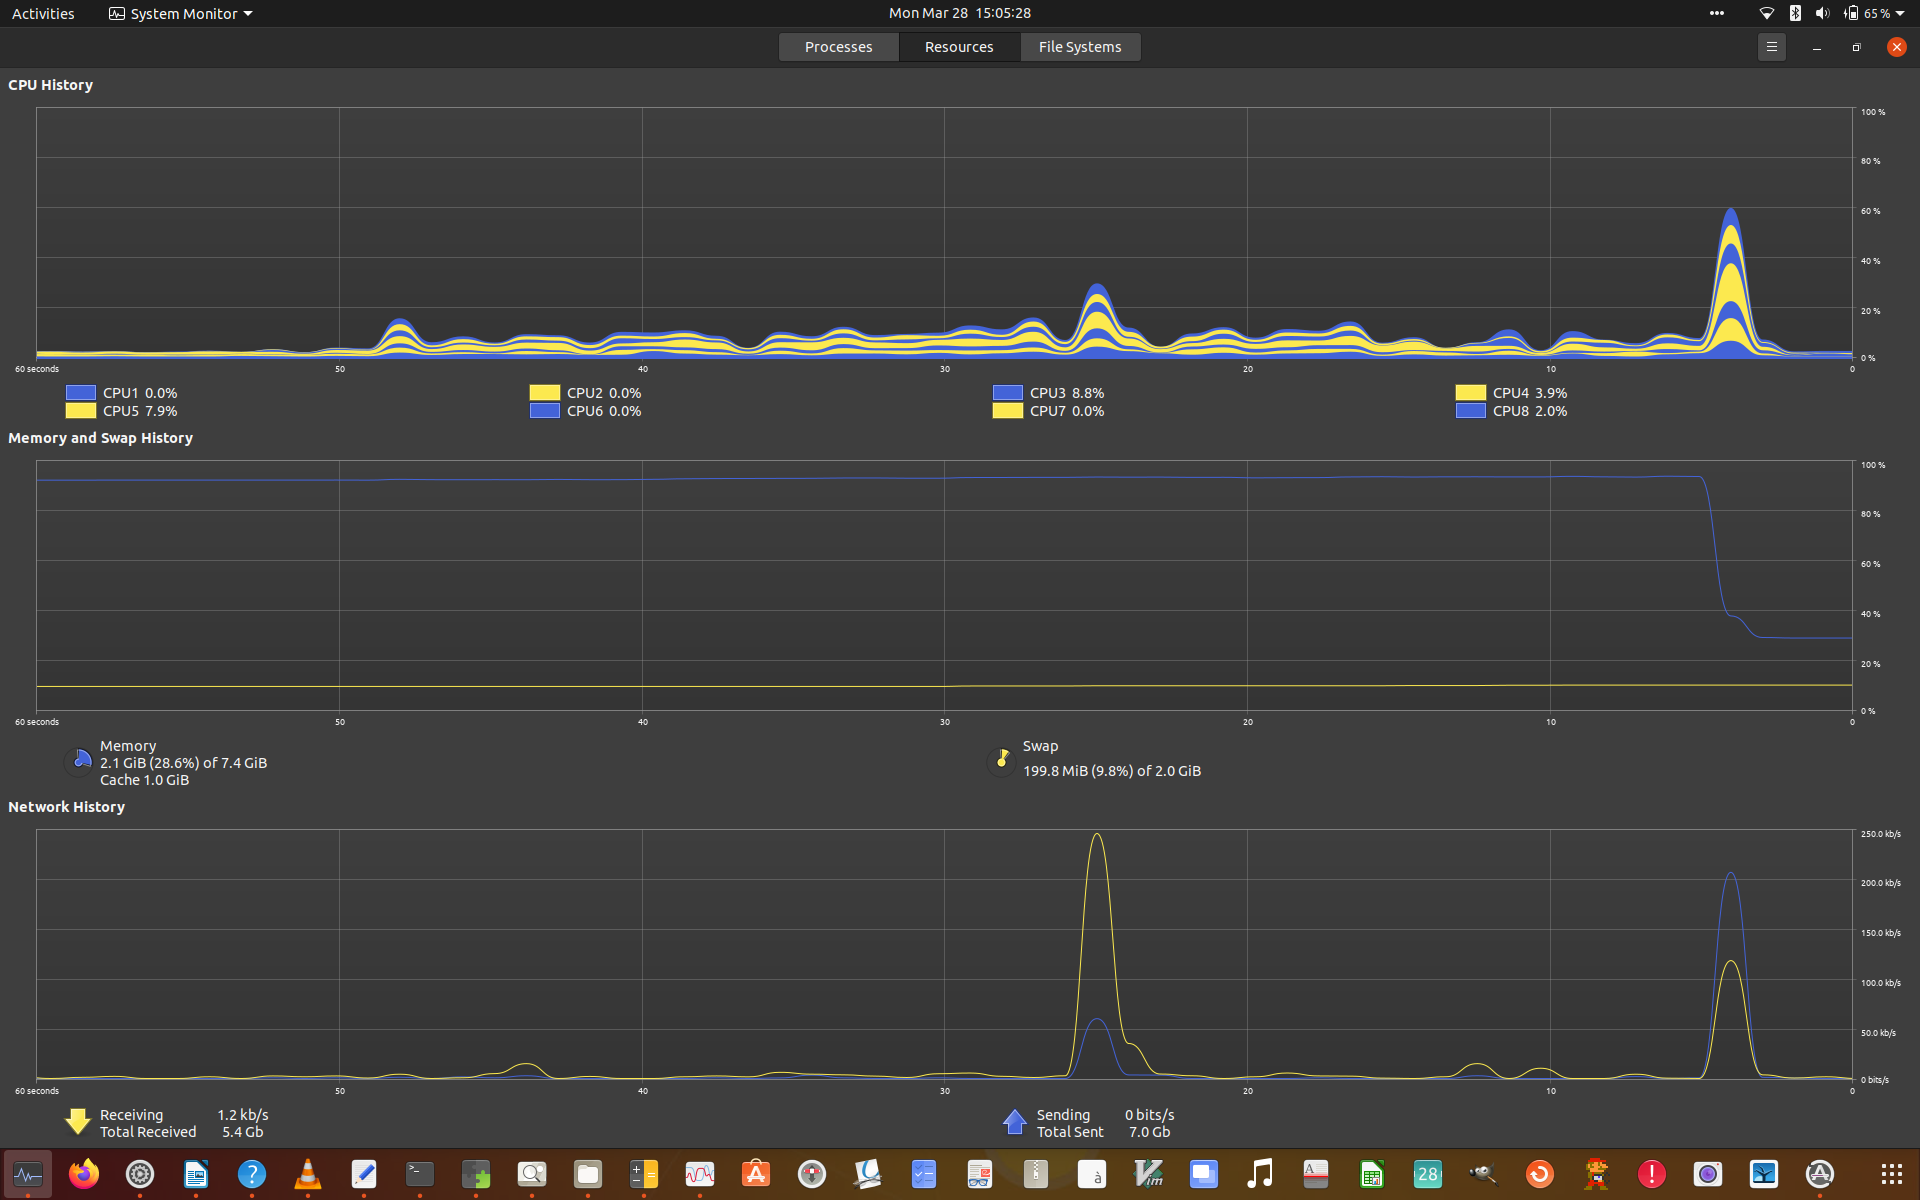 Activities System Monitor Mon Mar 28 15:05:28 65 %
Processes Resources File Systems
CPU History
100 %
80 %
60 %
40 %
20 %
0 %
60 seconds 50 40 30 20 10 0
CPU1 0.0% CPU2 0.0% CPU3 8.8% CPU4 3.9%
CPU5 7.9% CPU6 0.0% CPU7 0.0% CPU8 2.0%
Memory and Swap History
100 %
80 %
60 %
40 %
20 %
0 %
60 seconds 50 40 30 20 10 0
Memory Swap
2.1 GiB (28.6%) of 7.4 GiB 199.8 MiB (9.8%) of 2.0 GiB
Cache 1.0 GiB
Network History
250.0 kb/s
200.0 kb/s
150.0 kb/s
100.0 kb/s
50.0 kb/s
0 bits/s
60 seconds 50 40 30 20 10 0
Receiving 1.2 kb/s Sending 0 bits/s
Total Received 5.4 Gb Total Sent 7.0 Gb
? >_ A à Vim A 28 !